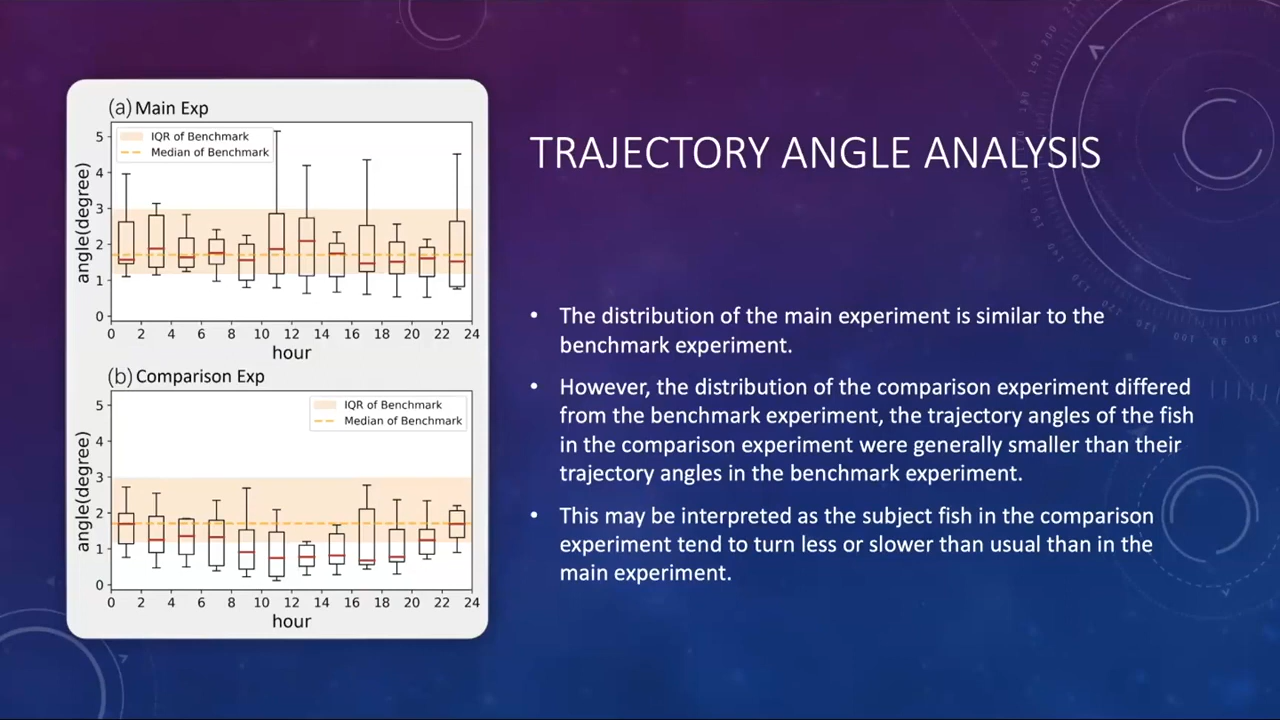 (a) Main Exp
IQR of Benchmark
Median of Benchmark
angle(degree)
5
4
3
2
1
0
0 2 4 6 8 10 12 14 16 18 20 22 24
hour
(b) Comparison Exp
IQR of Benchmark
Median of Benchmark
angle(degree)
5
4
3
2
1
0
0 2 4 6 8 10 12 14 16 18 20 22 24
hour
TRAJECTORY ANGLE ANALYSIS
• The distribution of the main experiment is similar to the
benchmark experiment.
• However, the distribution of the comparison experiment differed
from the benchmark experiment, the trajectory angles of the fish
in the comparison experiment were generally smaller than their
trajectory angles in the benchmark experiment.
• This may be interpreted as the subject fish in the comparison
experiment tend to turn less or slower than usual than in the
main experiment.